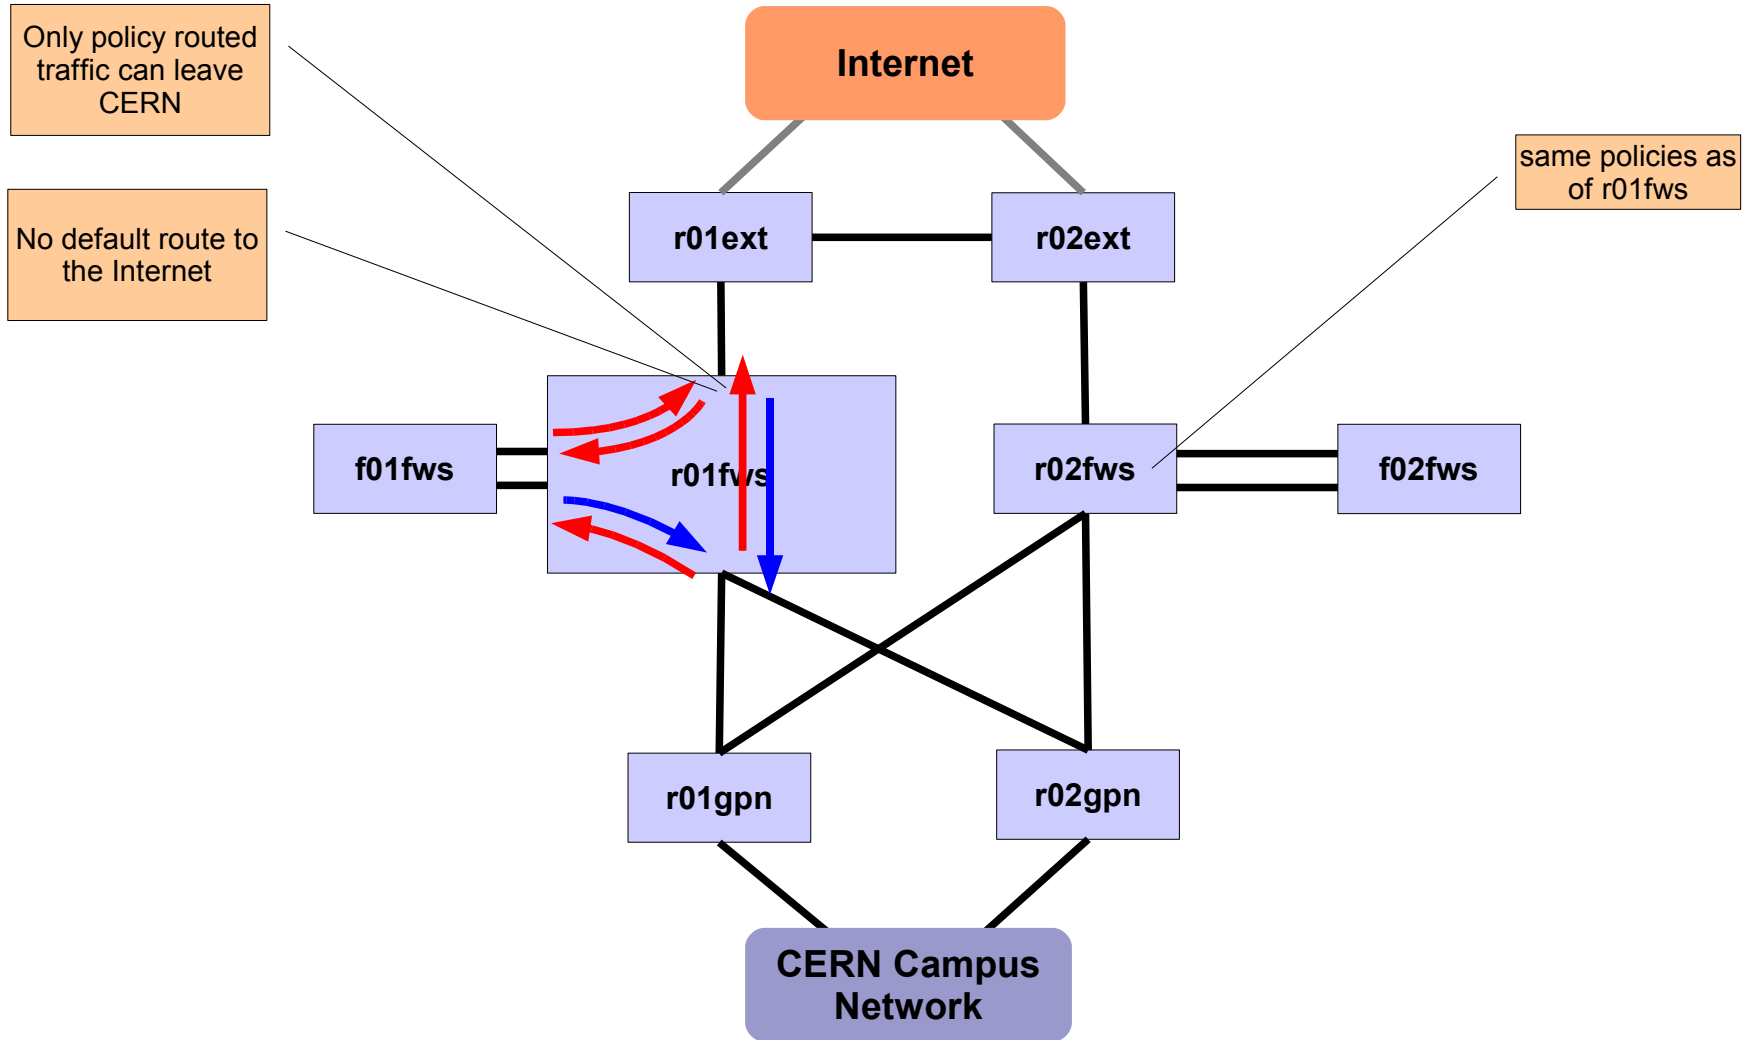 Only policy routed
traffic can leave
CERN
Internet
same policies as
of r01fws
No default route to
the Internet
r01ext
r02ext
f01fws
r01fws
r02fws
f02fws
r01gpn
r02gpn
CERN Campus
Network